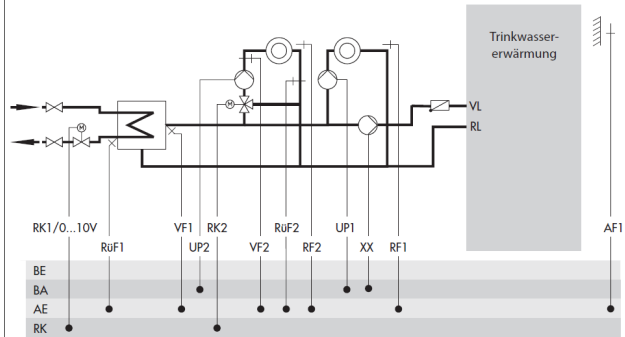 Trinkwasser-
erwärmung
M
M
VL
RL
RK1/0...10V
VF1
RK2
RüF2
UP1
AF1
RüF1
UP2
VF2
RF2
XX
RF1
BE
BA
AE
RK